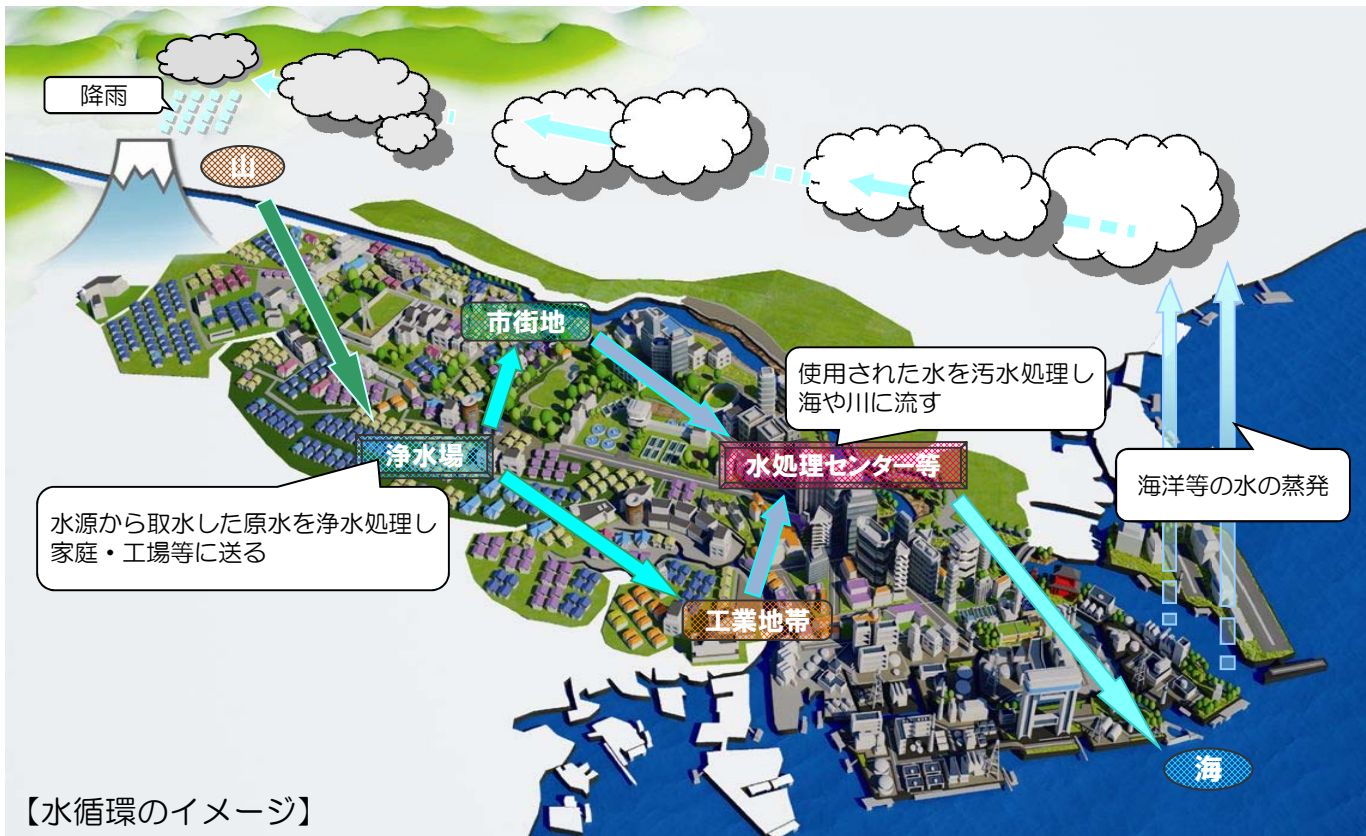 降雨
山
市街地
使用された水を汚水処理し
海や川に流す
浄水場
水処理センター等
海洋等の水の蒸発
水源から取水した原水を浄水処理し
家庭・工場等に送る
工業地帯
海
【水循環のイメージ】